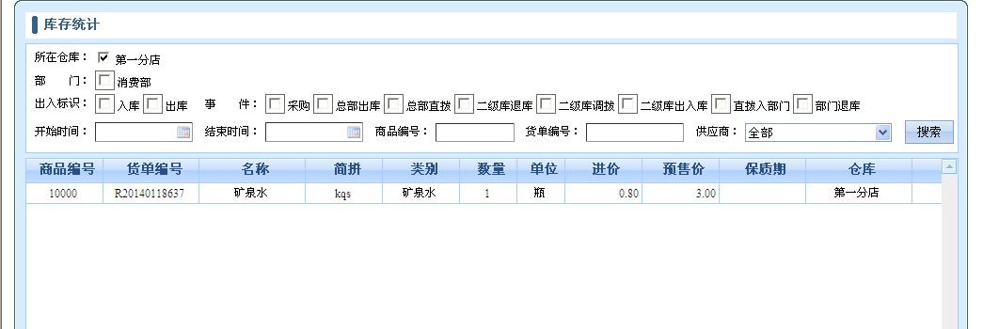 库存统计
所在仓库： 第一分店
部 门： 消费部
出入标识： 入库 出库 事 件： 采购 总部出库 总部直拨 二级库退库 二级库调拨 二级库出入库 直拨入部门 部门退库
开始时间： 结束时间： 商品编号： 货单编号： 供应商： 全部 搜索
商品编号 货单编号 名称 简拼 类别 数量 单位 进价 预售价 保质期 仓库
10000 R20140118637 矿泉水 kqs 矿泉水 1 瓶 0.80 3.00 第一分店